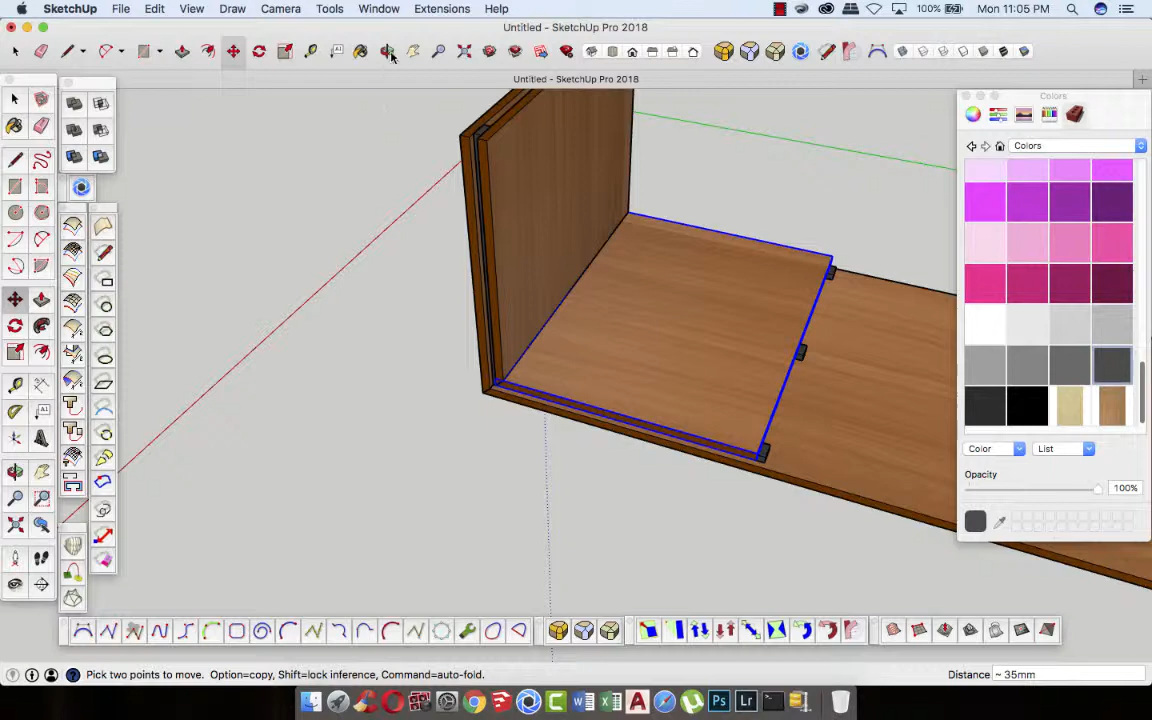 SketchUp File Edit View Draw Camera Tools Window Extensions Help
100% Mon 11:05 PM
Untitled - SketchUp Pro 2018
Untitled - SketchUp Pro 2018
Colors
Colors
Color List
Opacity
100%
Pick two points to move. Option=copy, Shift=lock inference, Command=auto-fold.
Distance ~ 35mm
Ps Lr